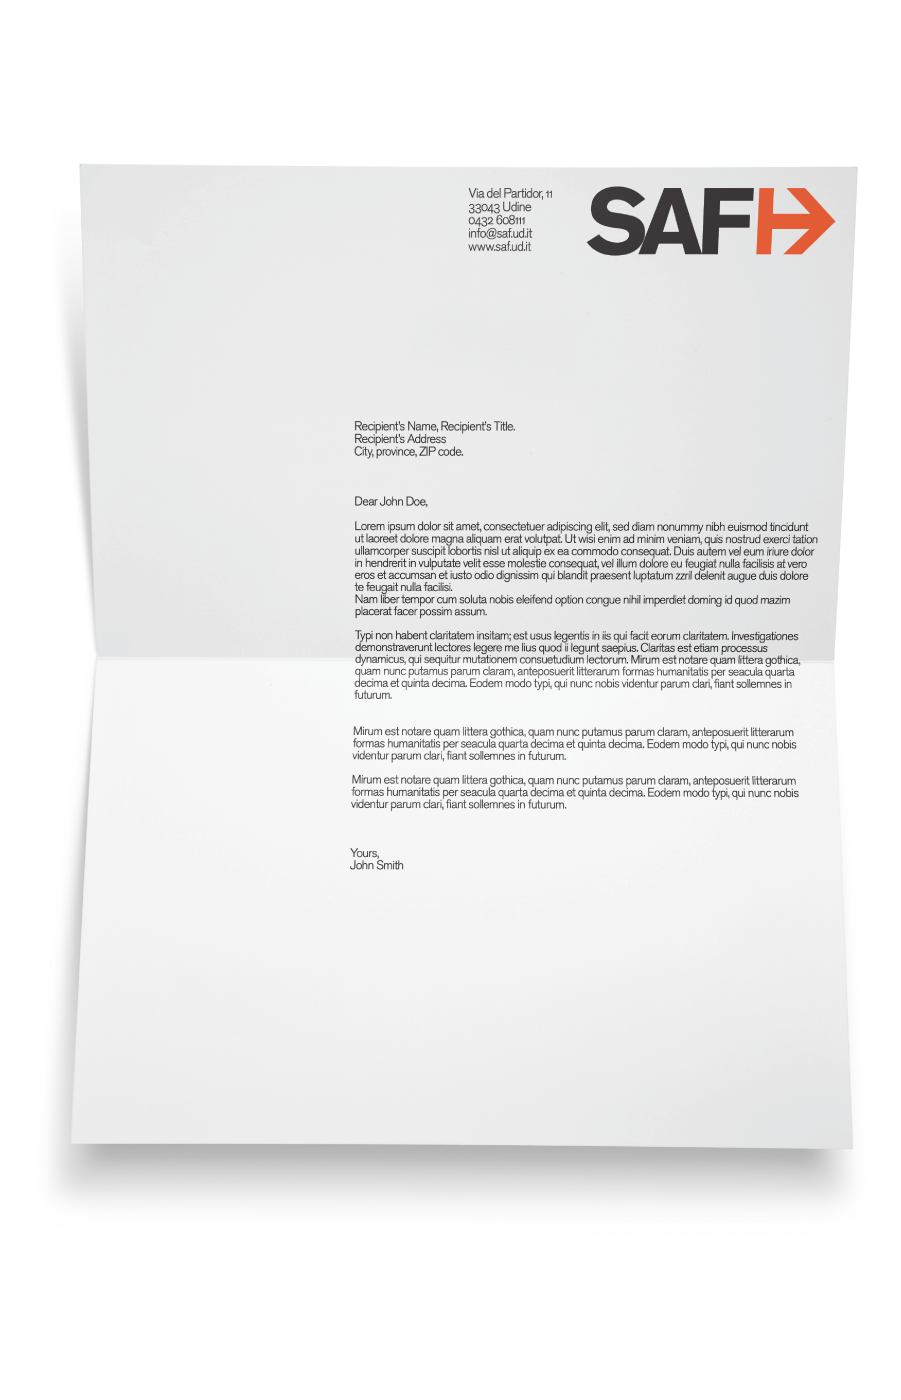 Via del Partidor, 11
33043 Udine
0432 608111
info@saf.ud.it
www.saf.ud.it
SAF
Recipient's Name, Recipient's Title.
Recipient's Address
City, province, ZIP code.
Dear John Doe,
Lorem ipsum dolor sit amet, consectetuer adipiscing elit, sed diam nonummy nibh euismod tincidunt
ut laoreet dolore magna aliquam erat volutpat. Ut wisi enim ad minim veniam, quis nostrud exerci tation
ullamcorper suscipit lobortis nisl ut aliquip ex ea commodo consequat. Duis autem vel eum iriure dolor
in hendrerit in vulputate velit esse molestie consequat, vel illum dolore eu feugiat nulla facilisis at vero
eros et accumsan et iusto odio dignissim qui blandit praesent luptatum zzril delenit augue duis dolore
te feugait nulla facilisi.
Nam liber tempor cum soluta nobis eleifend option congue nihil imperdiet doming id quod mazim
placerat facer possim assum.
Typi non habent claritatem insitam; est usus legentis in iis qui facit eorum claritatem. Investigationes
demonstraverunt lectores legere me lius quod ii legunt saepius. Claritas est etiam processus
dynamicus, qui sequitur mutationem consuetudium lectorum. Mirum est notare quam littera gothica,
quam nunc putamus parum claram, anteposuerit litterarum formas humanitatis per seacula quarta
decima et quinta decima. Eodem modo typi, qui nunc nobis videntur parum clari, fiant sollemnes in
futurum.
Mirum est notare quam littera gothica, quam nunc putamus parum claram, anteposuerit litterarum
formas humanitatis per seacula quarta decima et quinta decima. Eodem modo typi, qui nunc nobis
videntur parum clari, fiant sollemnes in futurum.
Mirum est notare quam littera gothica, quam nunc putamus parum claram, anteposuerit litterarum
formas humanitatis per seacula quarta decima et quinta decima. Eodem modo typi, qui nunc nobis
videntur parum clari, fiant sollemnes in futurum.
Yours,
John Smith